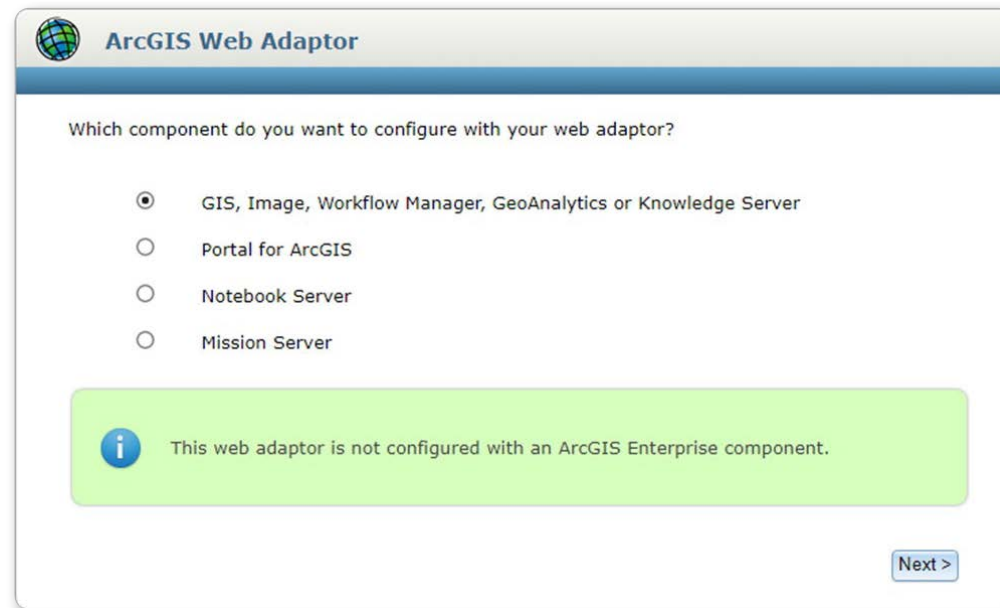 ArcGIS Web Adaptor
Which component do you want to configure with your web adaptor?
GIS, Image, Workflow Manager, GeoAnalytics or Knowledge Server
Portal for ArcGIS
Notebook Server
Mission Server
i
This web adaptor is not configured with an ArcGIS Enterprise component.
Next >